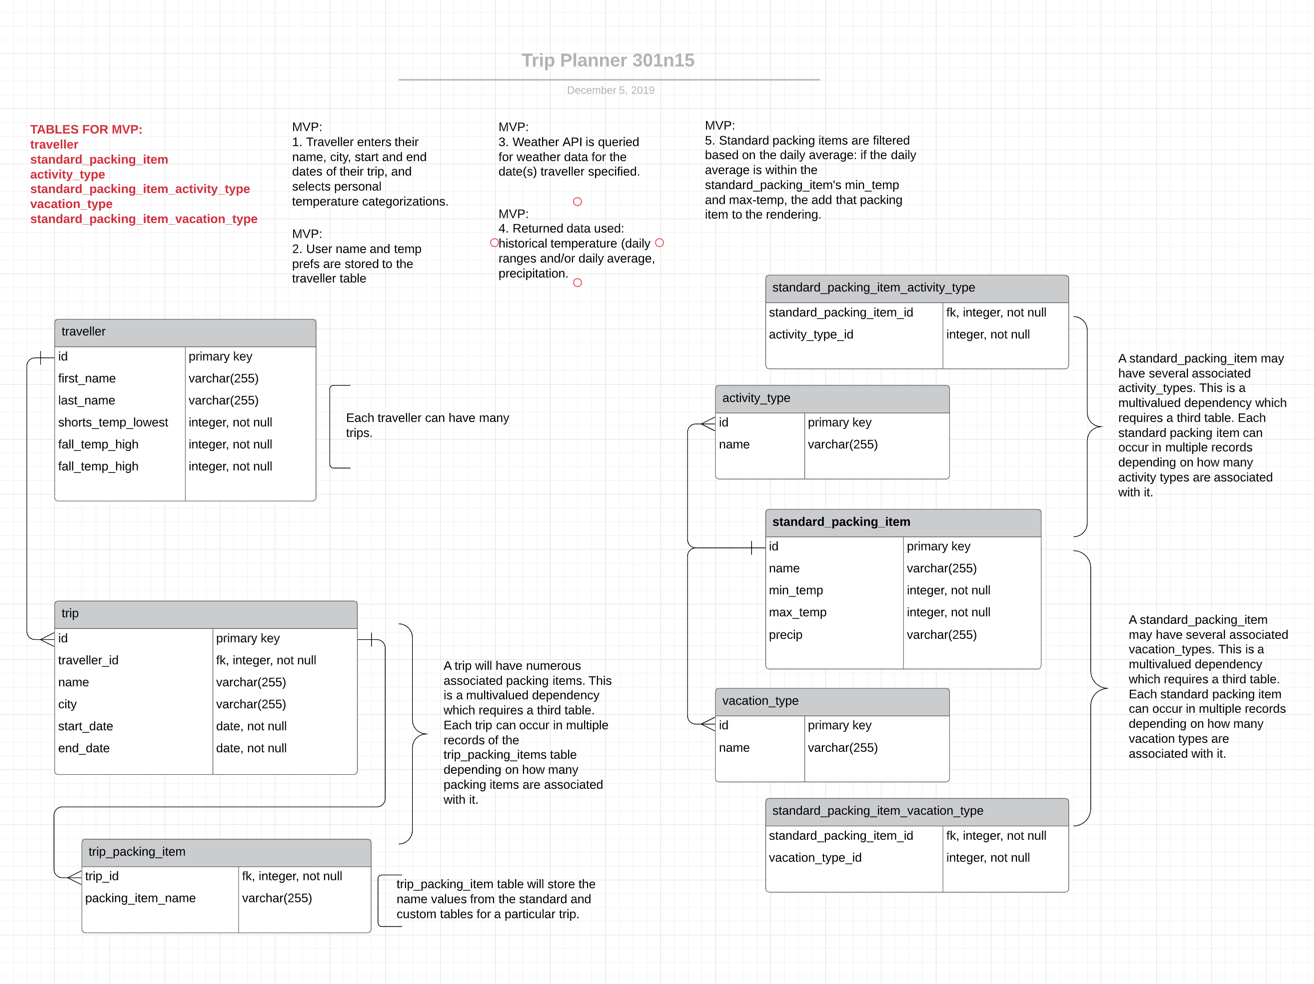 Trip Planner 301n15
December 5, 2019
TABLES FOR MVP:
traveller
standard_packing_item
activity_type
standard_packing_item_activity_type
vacation_type
standard_packing_item_vacation_type
MVP:
1. Traveller enters their
name, city, start and end
dates of their trip, and
selects personal
temperature categorizations.
MVP:
2. User name and temp
prefs are stored to the
traveller table
MVP:
3. Weather API is queried
for weather data for the
date(s) traveller specified.
MVP:
4. Returned data used:
historical temperature (daily
ranges and/or daily average,
precipitation.
MVP:
5. Standard packing items are filtered
based on the daily average: if the daily
average is within the
standard_packing_item's min_temp
and max-temp, the add that packing
item to the rendering.
traveller
id primary key
first_name varchar(255)
last_name varchar(255)
shorts_temp_lowest integer, not null
fall_temp_high integer, not null
fall_temp_high integer, not null
Each traveller can have many
trips.
trip
id primary key
traveller_id fk, integer, not null
name varchar(255)
city varchar(255)
start_date date, not null
end_date date, not null
A trip will have numerous
associated packing items. This
is a multivalued dependency
which requires a third table.
Each trip can occur in multiple
records of the
trip_packing_items table
depending on how many
packing items are associated
with it.
trip_packing_item
trip_id fk, integer, not null
packing_item_name varchar(255)
trip_packing_item table will store the
name values from the standard and
custom tables for a particular trip.
standard_packing_item_activity_type
standard_packing_item_id fk, integer, not null
activity_type_id integer, not null
activity_type
id primary key
name varchar(255)
A standard_packing_item may
have several associated
activity_types. This is a
multivalued dependency which
requires a third table. Each
standard packing item can
occur in multiple records
depending on how many
activity types are associated
with it.
standard_packing_item
id primary key
name varchar(255)
min_temp integer, not null
max_temp integer, not null
precip varchar(255)
vacation_type
id primary key
name varchar(255)
A standard_packing_item
may have several associated
vacation_types. This is a
multivalued dependency
which requires a third table.
Each standard packing item
can occur in multiple records
depending on how many
vacation types are
associated with it.
standard_packing_item_vacation_type
standard_packing_item_id fk, integer, not null
vacation_type_id integer, not null